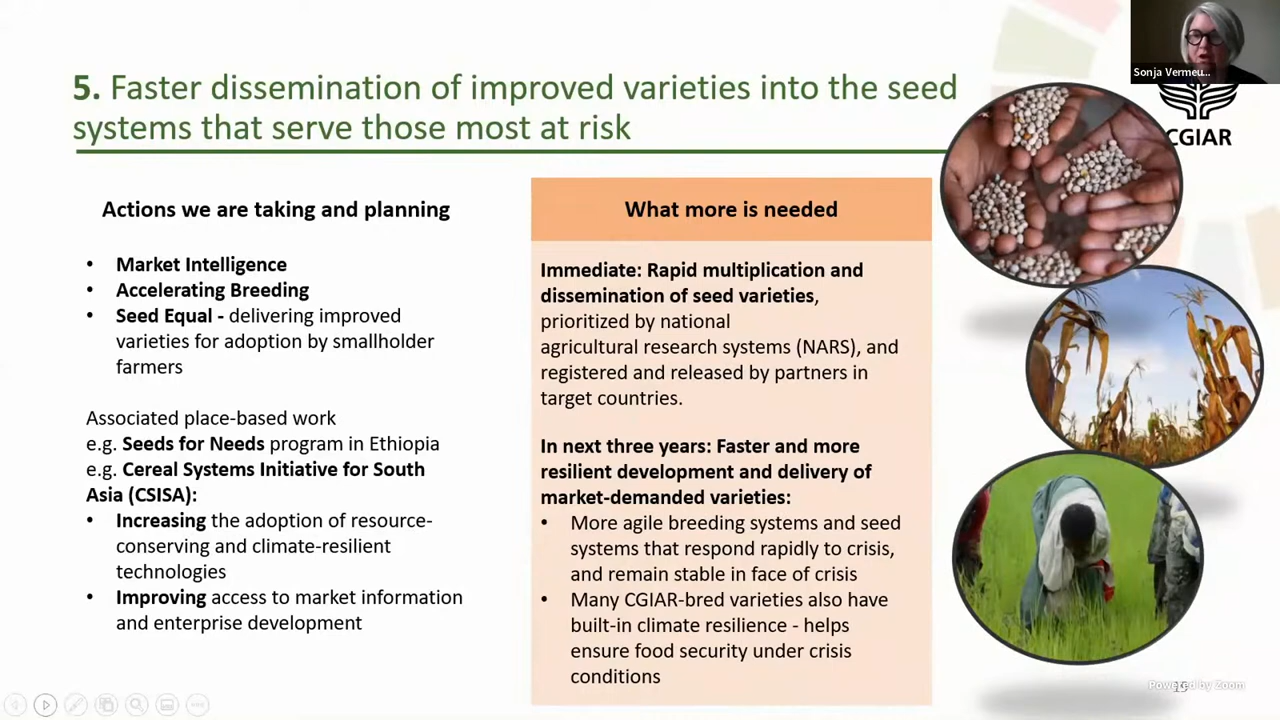 5. Faster dissemination of improved varieties into the seed
systems that serve those most at risk
Sonja Vermeu...
CGIAR
Actions we are taking and planning
• Market Intelligence
• Accelerating Breeding
• Seed Equal - delivering improved
varieties for adoption by smallholder
farmers
Associated place-based work
e.g. Seeds for Needs program in Ethiopia
e.g. Cereal Systems Initiative for South
Asia (CSISA):
• Increasing the adoption of resource-
conserving and climate-resilient
technologies
• Improving access to market information
and enterprise development
What more is needed
Immediate: Rapid multiplication and
dissemination of seed varieties,
prioritized by national
agricultural research systems (NARS), and
registered and released by partners in
target countries.
In next three years: Faster and more
resilient development and delivery of
market-demanded varieties:
• More agile breeding systems and seed
systems that respond rapidly to crisis,
and remain stable in face of crisis
• Many CGIAR-bred varieties also have
built-in climate resilience - helps
ensure food security under crisis
conditions
Powered by Zoom